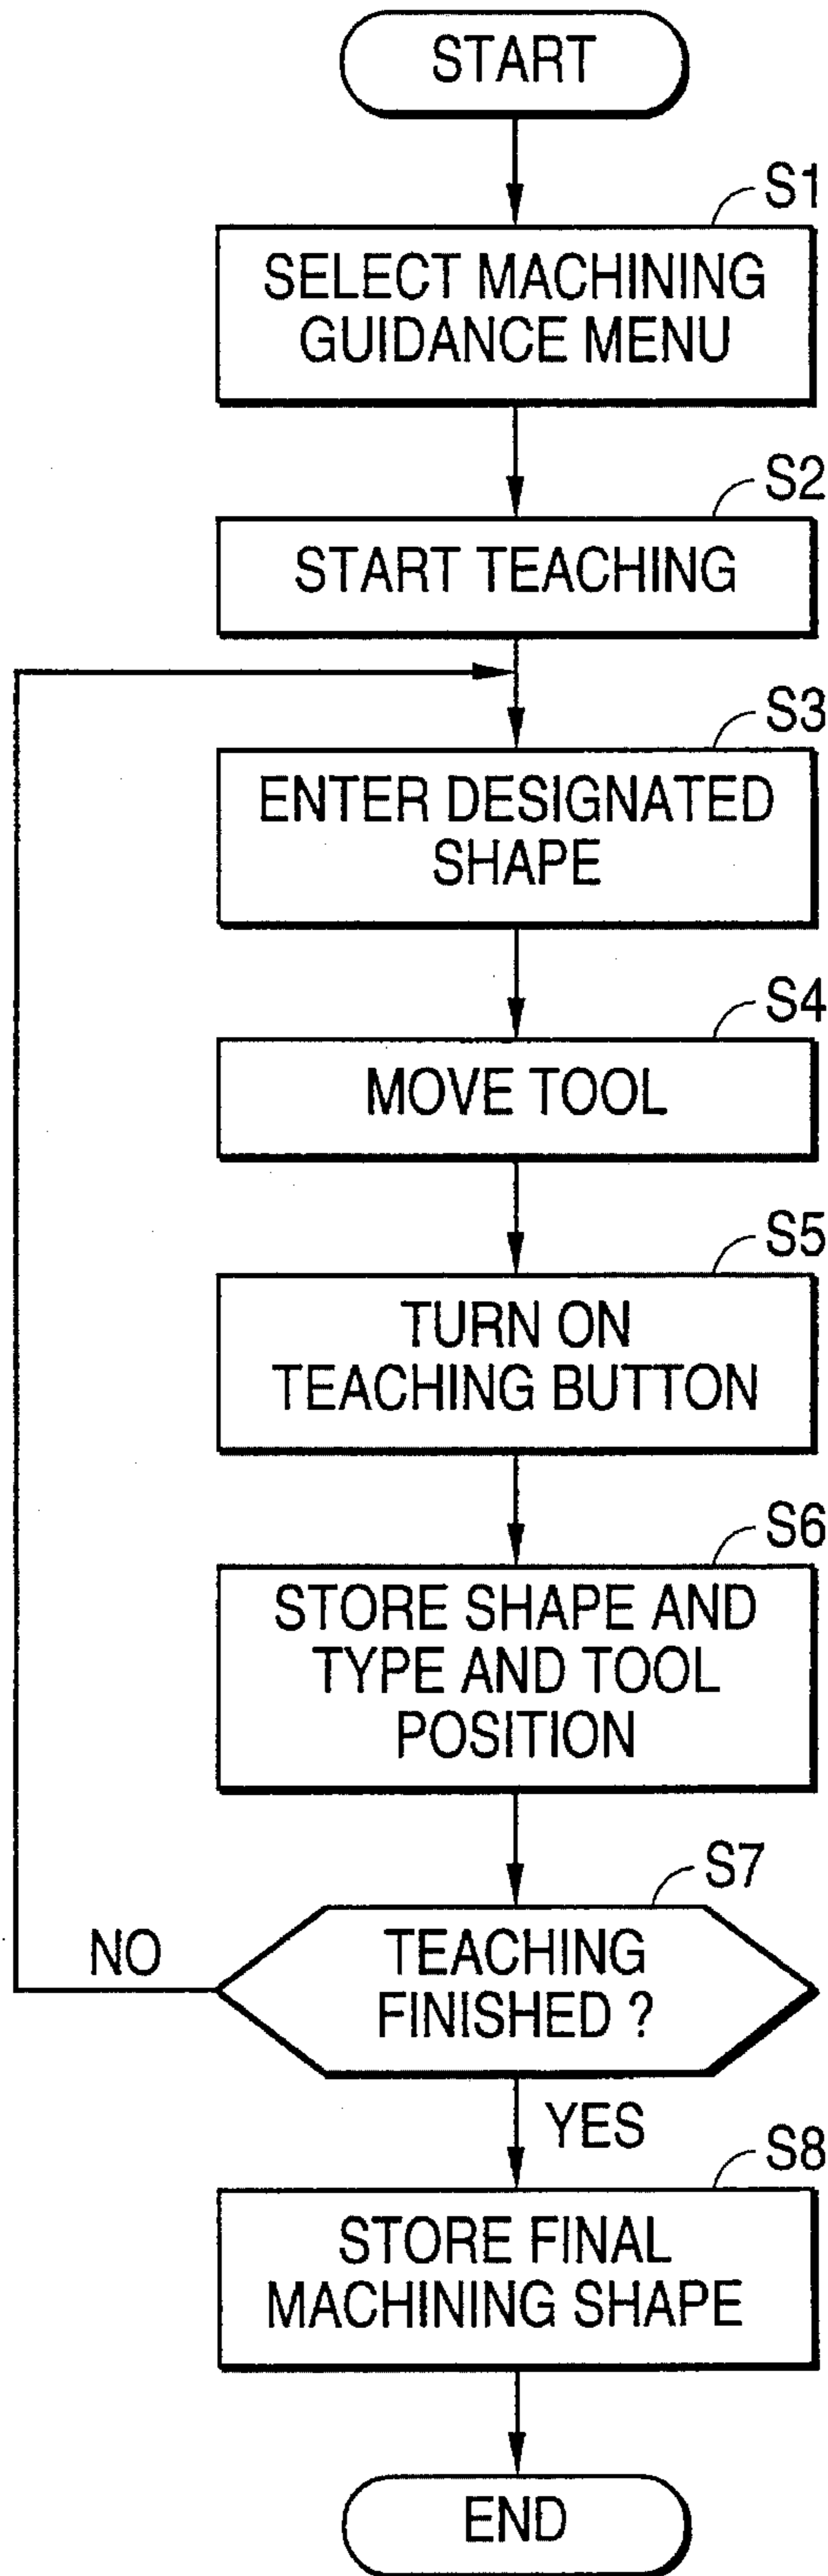 START
S1
SELECT MACHINING
GUIDANCE MENU
S2
START TEACHING
S3
ENTER DESIGNATED
SHAPE
S4
MOVE TOOL
S5
TURN ON
TEACHING BUTTON
S6
STORE SHAPE AND
TYPE AND TOOL
POSITION
S7
TEACHING
FINISHED ?
NO
YES
S8
STORE FINAL
MACHINING SHAPE
END